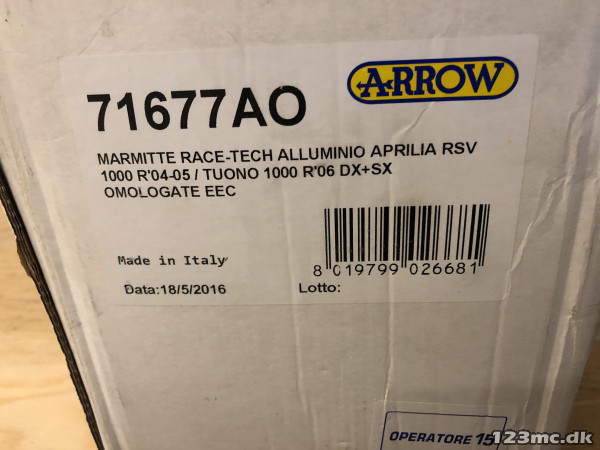 ARROW
71677AO
MARMITTE RACE-TECH ALLUMINIO APRILIA RSV
1000 R'04-05 / TUONO 1000 R'06 DX+SX
OMOLOGATE EEC
Made in Italy
8 019799 026681
Data:18/5/2016
Lotto:
OPERATORE 15
123mc.dk